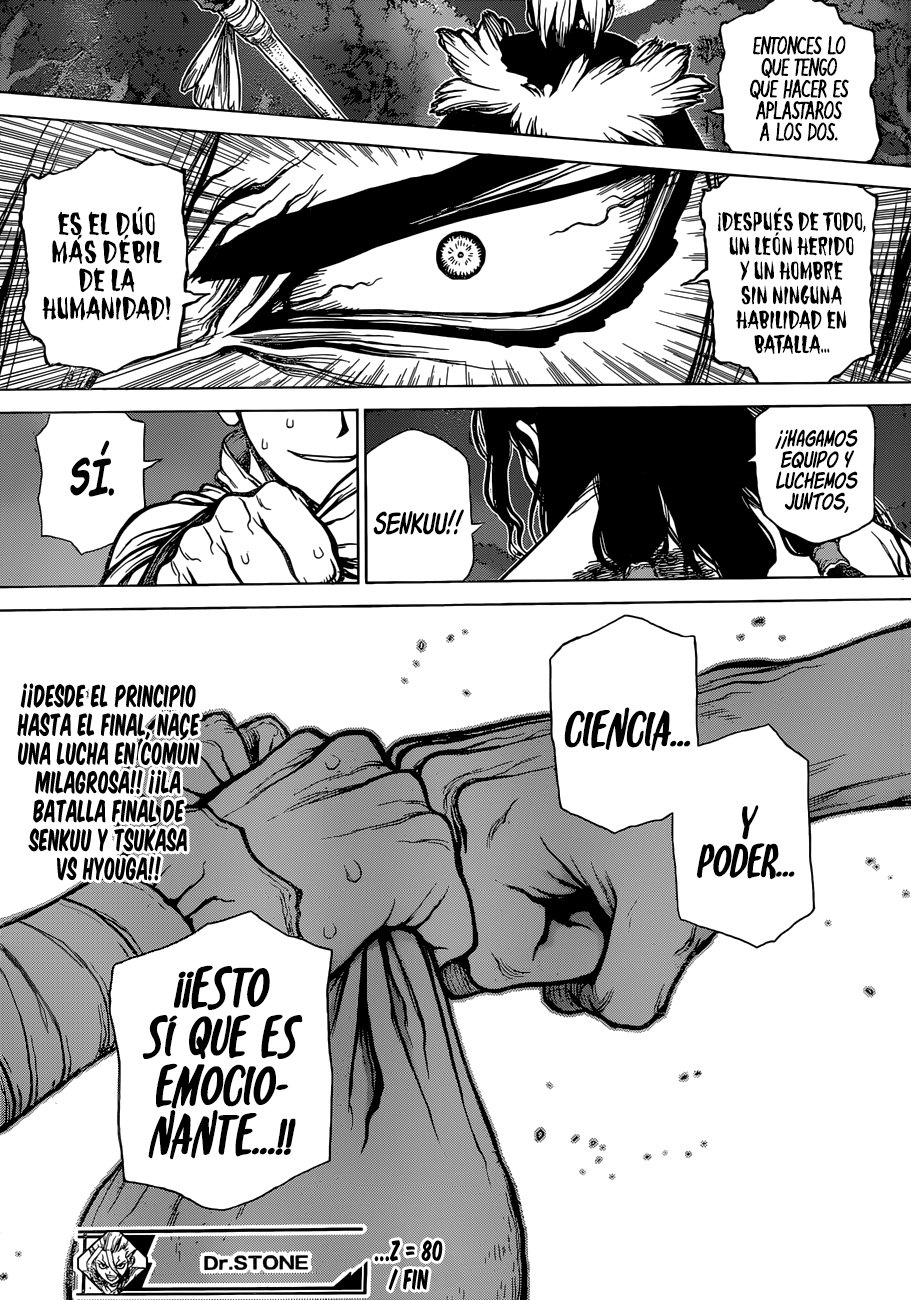 ENTONCES LO
QUE TENGO
QUE HACER ES
APLASTAROS
A LOS DOS.
¡DESPUÉS DE TODO,
UN LEÓN HERIDO
Y UN HOMBRE
SIN NINGUNA
HABILIDAD EN
BATALLA...
ES EL DÚO
MÁS DÉBIL
DE LA
HUMANIDAD!
¡¡HAGAMOS
EQUIPO Y
LUCHEMOS
JUNTOS,
SENKUU!!
SÍ.
CIENCIA...
Y
PODER...
¡¡DESDE EL PRINCIPIO
HASTA EL FINAL, NACE
UNA LUCHA EN COMUN
MILAGROSA!! ¡¡LA
BATALLA FINAL DE
SENKUU Y TSUKASA
VS HYOUGA!!
¡¡ESTO
SÍ QUE ES
EMOCIO-
NANTE...!!
Dr.STONE
...Z = 80
/ FIN